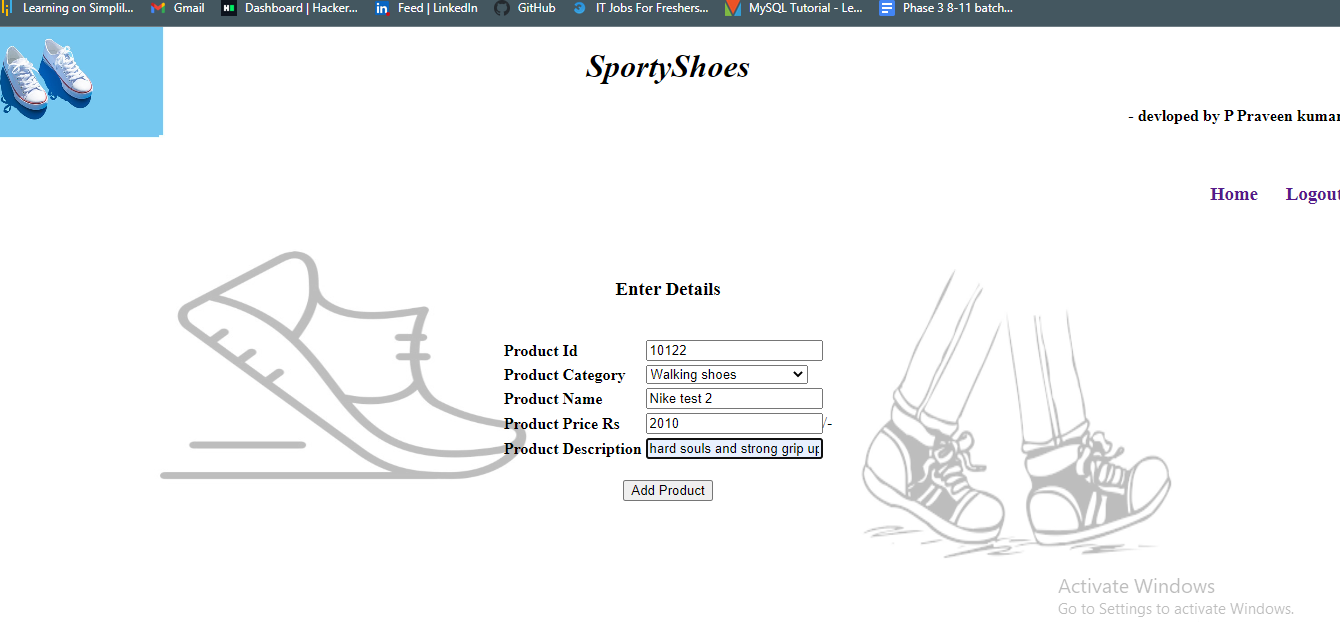 Learning on Simplil... Gmail Dashboard | Hacker... Feed | LinkedIn GitHub IT Jobs For Freshers... MySQL Tutorial - Le... Phase 3 8-11 batch...
SportyShoes
- devloped by P Praveen kumar
Home Logout
Enter Details
Product Id 10122
Product Category Walking shoes
Product Name Nike test 2
Product Price Rs 2010 /-
Product Description hard souls and strong grip up
Add Product
Activate Windows
Go to Settings to activate Windows.